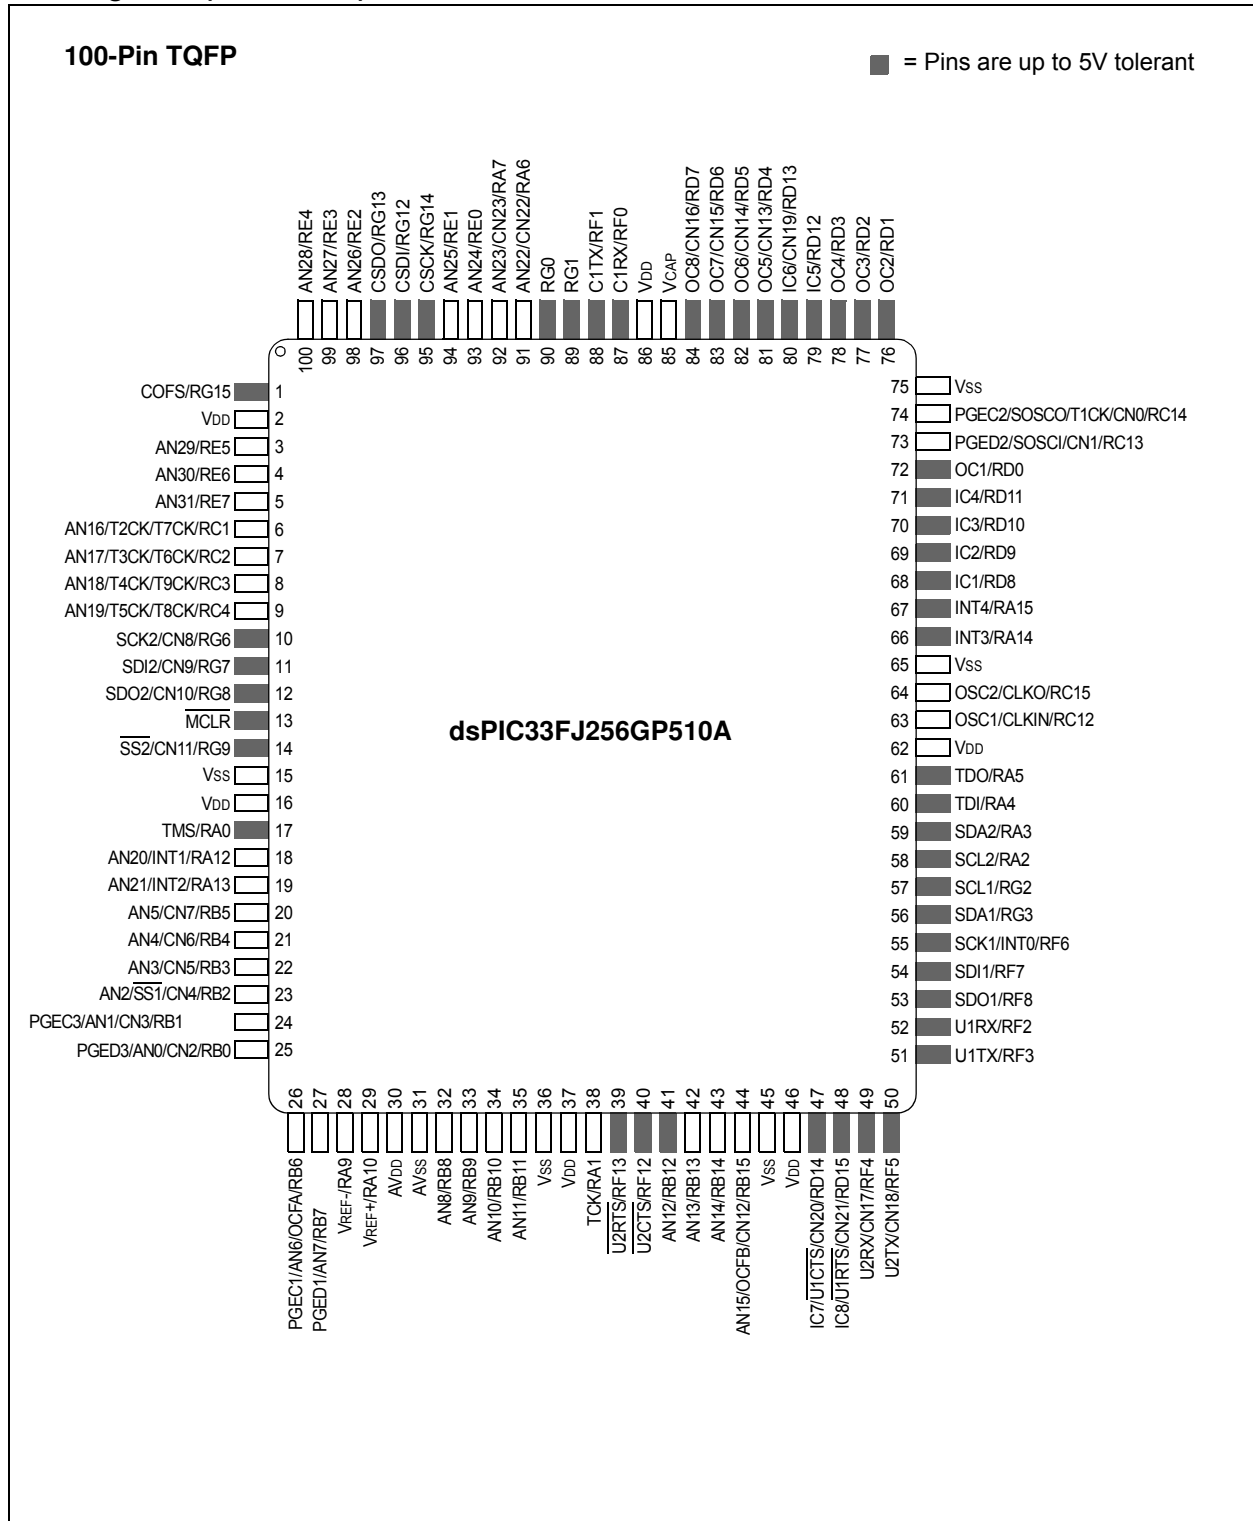 100-Pin TQFP
= Pins are up to 5V tolerant
AN28/RE4
AN27/RE3
AN26/RE2
CSDO/RG13
CSDI/RG12
CSCK/RG14
AN25/RE1
AN24/RE0
AN23/CN23/RA7
AN22/CN22/RA6
RG0
RG1
C1TX/RF1
C1RX/RF0
VDD
VCAP
OC8/CN16/RD7
OC7/CN15/RD6
OC6/CN14/RD5
OC5/CN13/RD4
IC6/CN19/RD13
IC5/RD12
OC4/RD3
OC3/RD2
OC2/RD1
100
99
98
97
96
95
94
93
92
91
90
89
88
87
86
85
84
83
82
81
80
79
78
77
76
COFS/RG15 1
VDD 2
AN29/RE5 3
AN30/RE6 4
AN31/RE7 5
AN16/T2CK/T7CK/RC1 6
AN17/T3CK/T6CK/RC2 7
AN18/T4CK/T9CK/RC3 8
AN19/T5CK/T8CK/RC4 9
SCK2/CN8/RG6 10
SDI2/CN9/RG7 11
SDO2/CN10/RG8 12
MCLR 13
SS2/CN11/RG9 14
VSS 15
VDD 16
TMS/RA0 17
AN20/INT1/RA12 18
AN21/INT2/RA13 19
AN5/CN7/RB5 20
AN4/CN6/RB4 21
AN3/CN5/RB3 22
AN2/SS1/CN4/RB2 23
PGEC3/AN1/CN3/RB1 24
PGED3/AN0/CN2/RB0 25
dsPIC33FJ256GP510A
75 VSS
74 PGEC2/SOSCO/T1CK/CN0/RC14
73 PGED2/SOSCI/CN1/RC13
72 OC1/RD0
71 IC4/RD11
70 IC3/RD10
69 IC2/RD9
68 IC1/RD8
67 INT4/RA15
66 INT3/RA14
65 VSS
64 OSC2/CLKO/RC15
63 OSC1/CLKIN/RC12
62 VDD
61 TDO/RA5
60 TDI/RA4
59 SDA2/RA3
58 SCL2/RA2
57 SCL1/RG2
56 SDA1/RG3
55 SCK1/INT0/RF6
54 SDI1/RF7
53 SDO1/RF8
52 U1RX/RF2
51 U1TX/RF3
26
27
28
29
30
31
32
33
34
35
36
37
38
39
40
41
42
43
44
45
46
47
48
49
50
PGEC1/AN6/OCFA/RB6
PGED1/AN7/RB7
VREF-/RA9
VREF+/RA10
AVDD
AVSS
AN8/RB8
AN9/RB9
AN10/RB10
AN11/RB11
VSS
VDD
TCK/RA1
U2RTS/RF13
U2CTS/RF12
AN12/RB12
AN13/RB13
AN14/RB14
AN15/OCFB/CN12/RB15
VSS
VDD
IC7/U1CTS/CN20/RD14
IC8/U1RTS/CN21/RD15
U2RX/CN17/RF4
U2TX/CN18/RF5